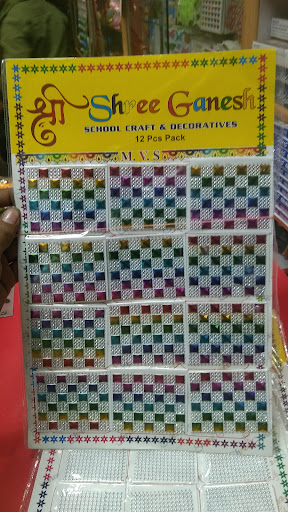 श्री Shree Ganesh
SCHOOL CRAFT & DECORATIVES
12 Pcs Pack
M. V. S